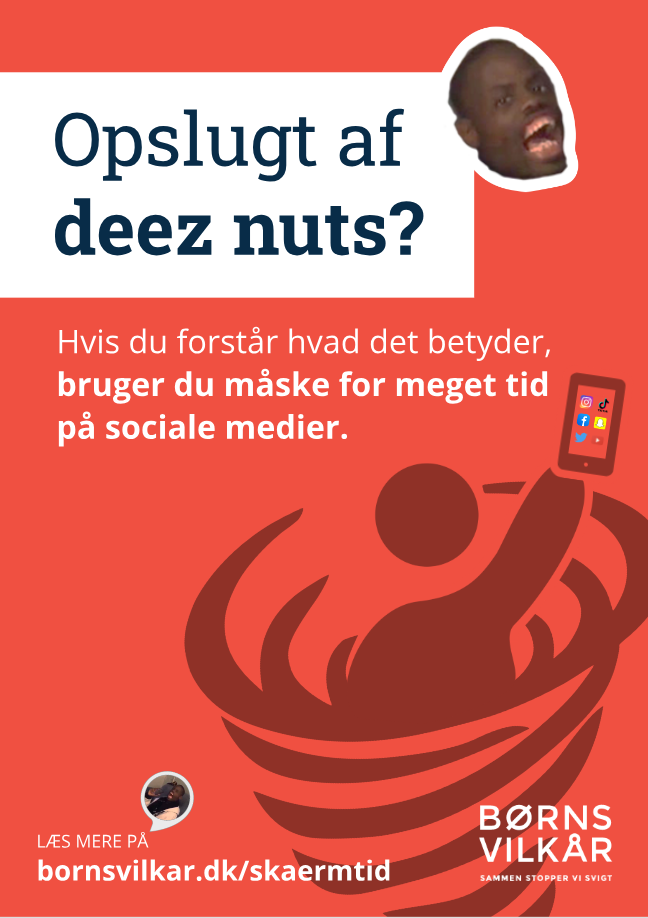 Opslugt af
deez nuts?
Hvis du forstår hvad det betyder,
bruger du måske for meget tid
på sociale medier.
LÆS MERE PÅ
bornsvilkar.dk/skaermtid
BØRNS
VILKÅR
SAMMEN STOPPER VI SVIGT